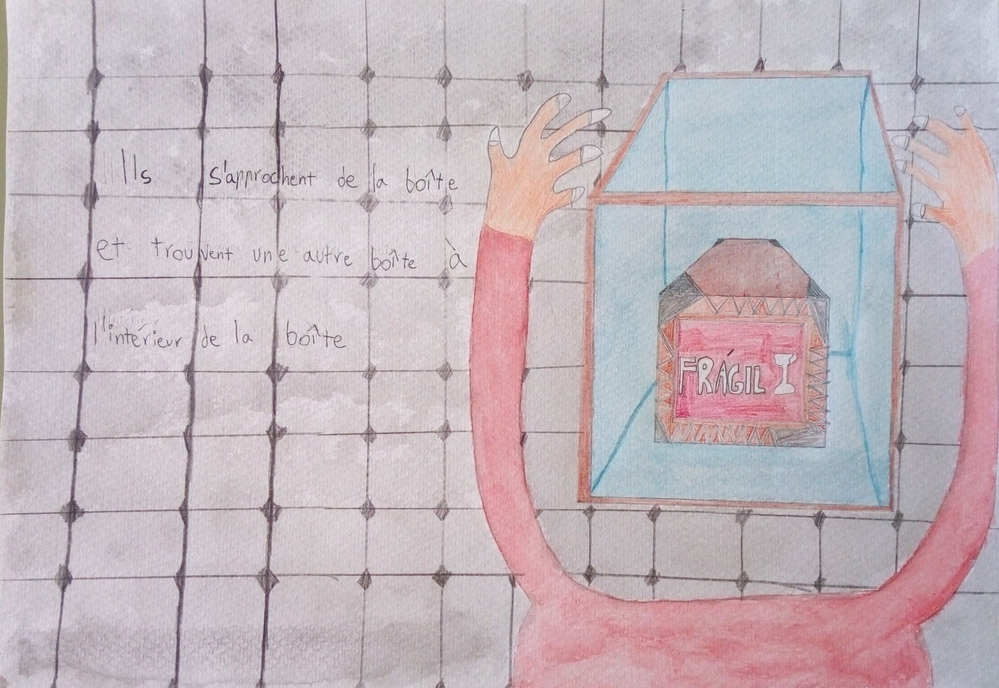 Ils s'approchent de la boîte
et trouvent une autre boîte à
l'intérieur de la boîte
FRÁGIL I